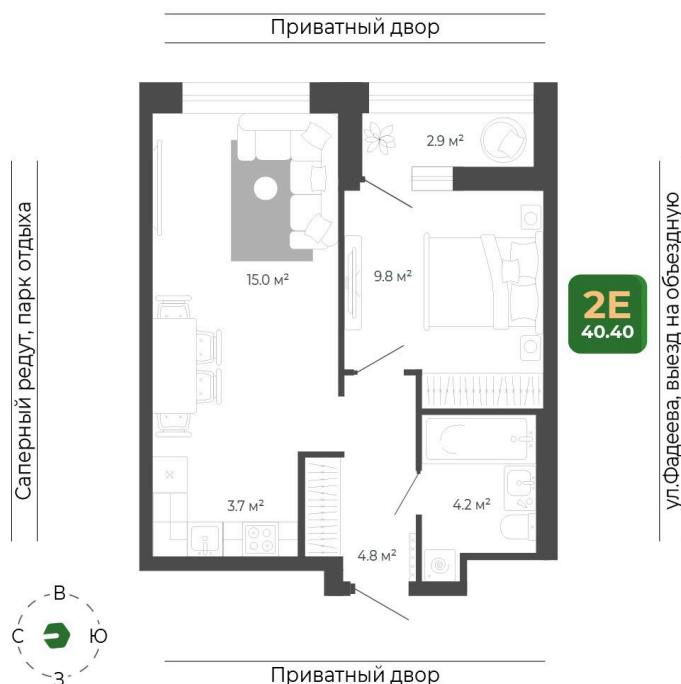 Приватный двор
Саперный редут, парк отдыха
2.9 м²
15.0 м²
9.8 м²
2Е
40.40
ул.Фадеева, выезд на объездную
3.7 м²
4.2 м²
4.8 м²
В
С
Ю
З
Приватный двор